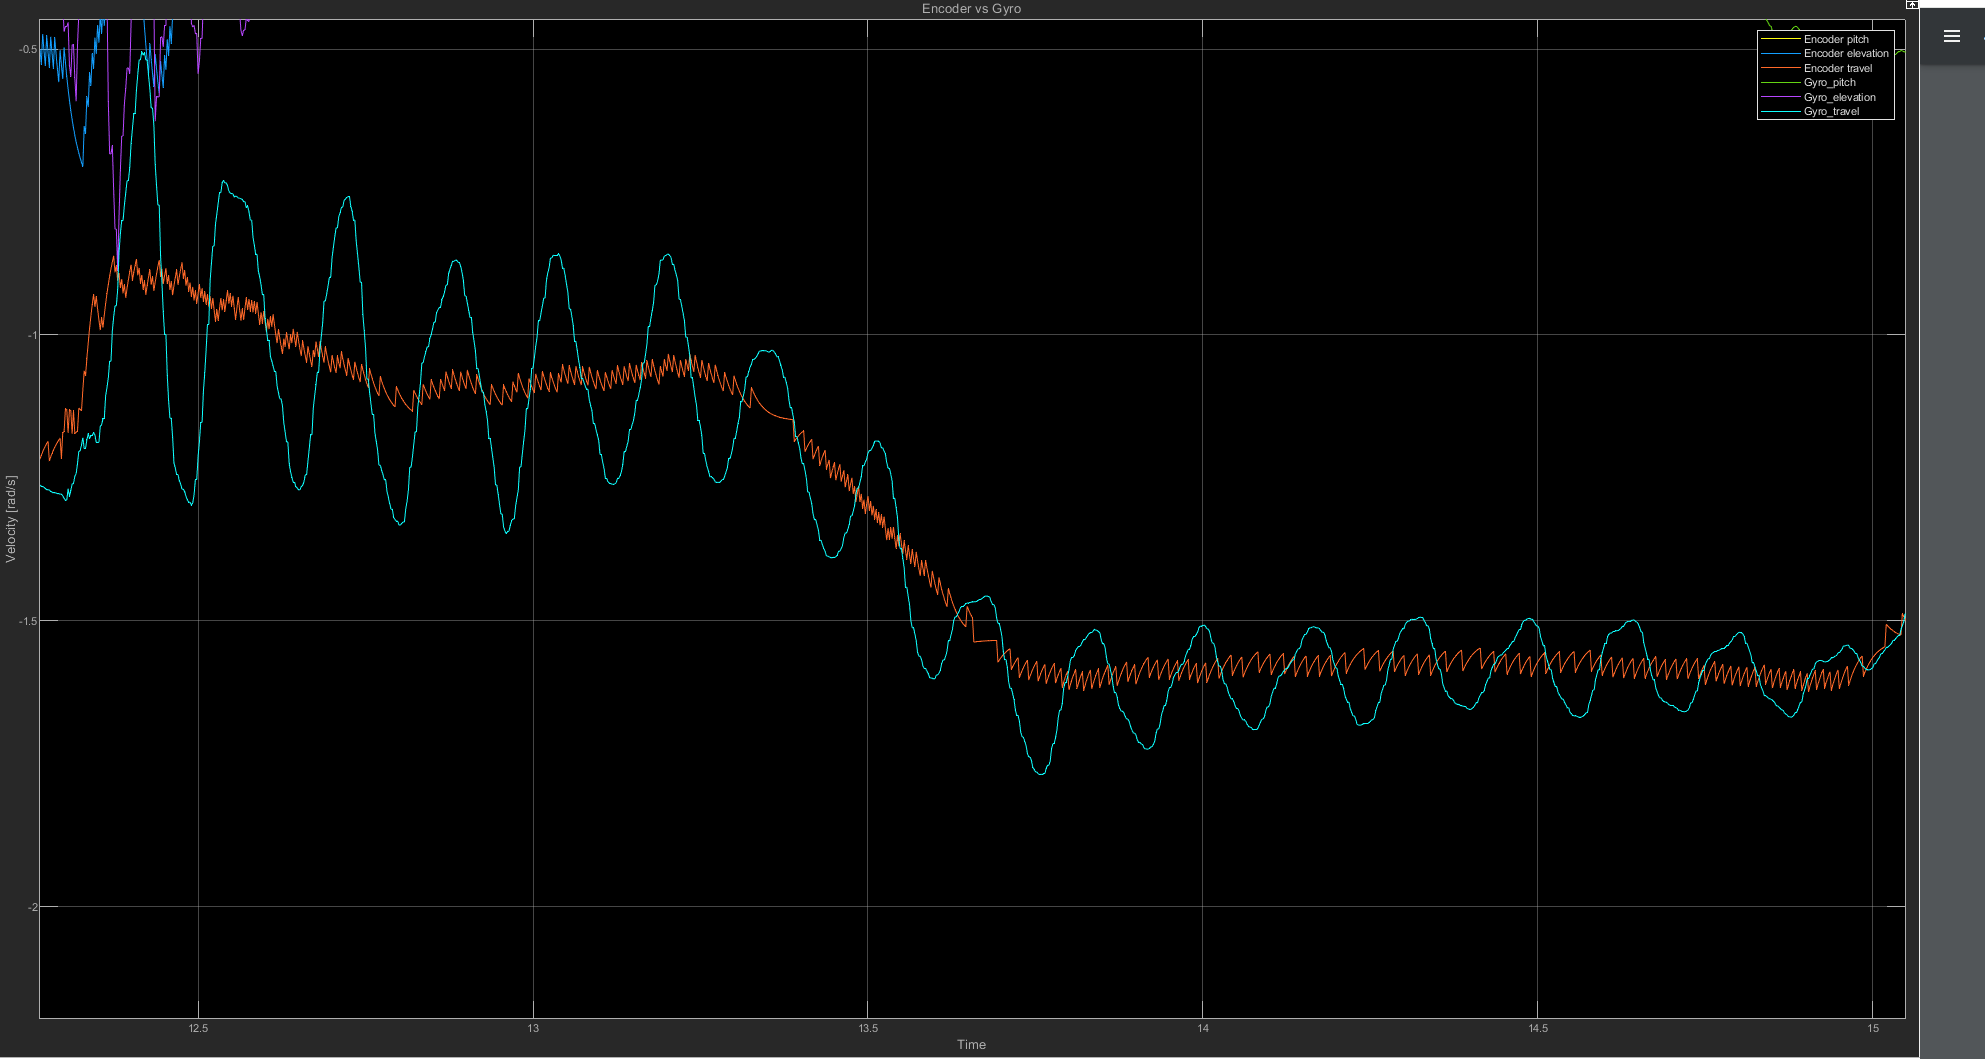 Encoder vs Gyro
-0.5
-1
-1.5
-2
Velocity [rad/s]
Encoder pitch
Encoder elevation
Encoder travel
Gyro_pitch
Gyro_elevation
Gyro_travel
12.5
13
13.5
14
14.5
15
Time